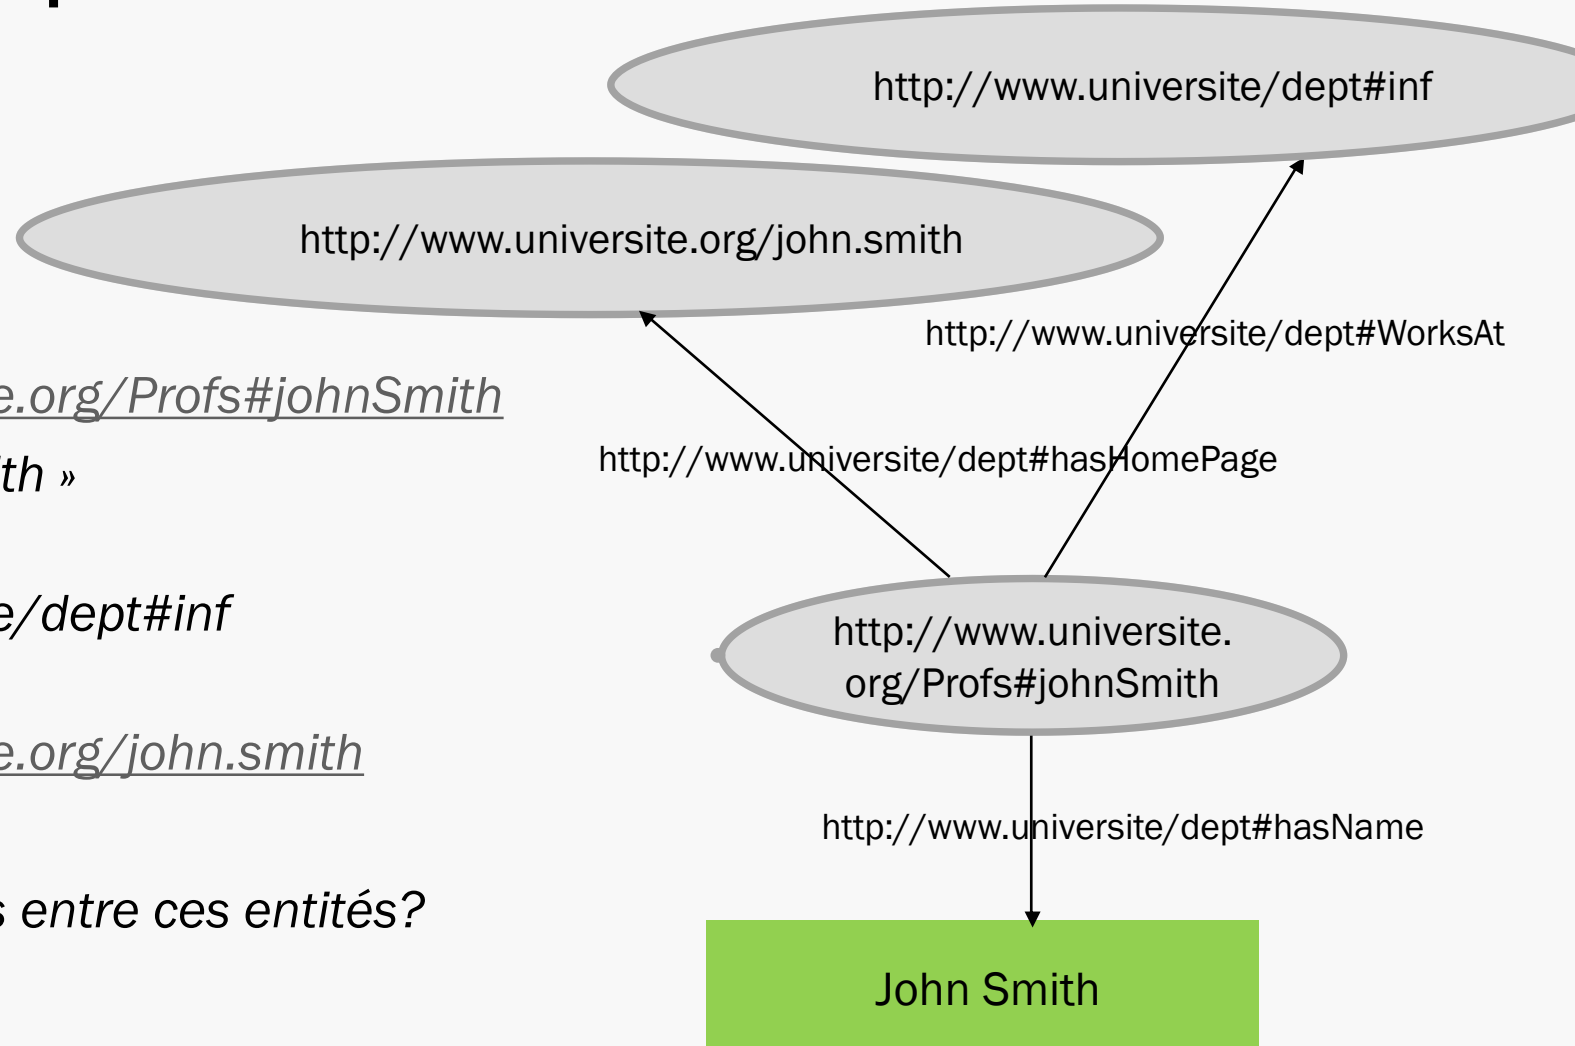 http://www.universite/dept#inf
http://www.universite.org/john.smith
http://www.universite/dept#WorksAt
e.org/Profs#johnSmith
http://www.universite/dept#hasHomePage
th »
e/dept#inf
http://www.universite.
org/Profs#johnSmith
e.org/john.smith
http://www.universite/dept#hasName
s entre ces entités?
John Smith